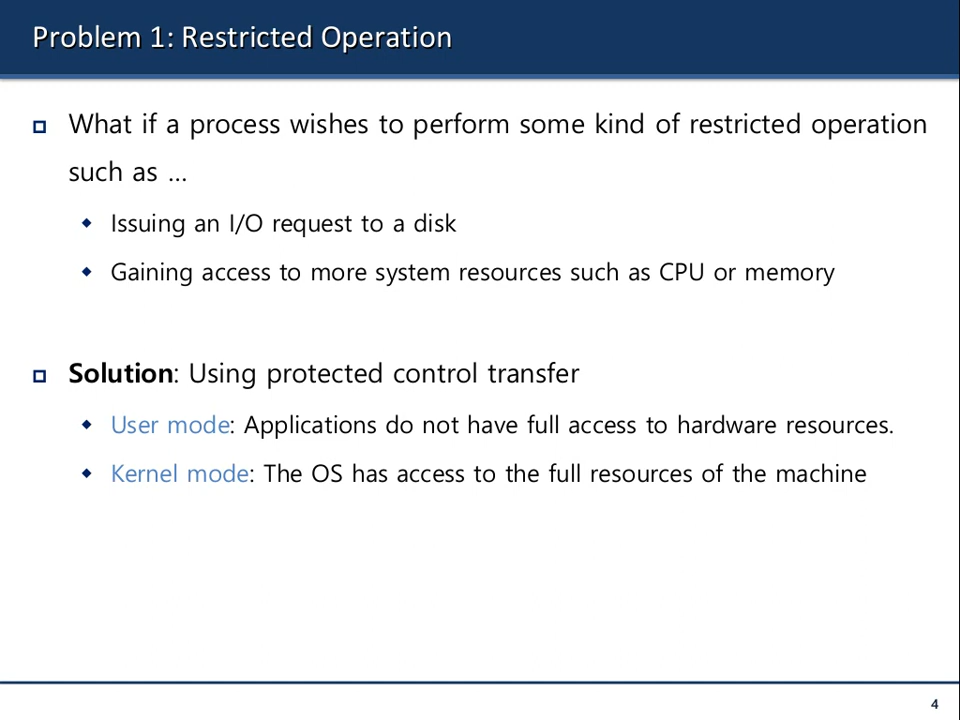 Problem 1: Restricted Operation
What if a process wishes to perform some kind of restricted operation
such as …
Issuing an I/O request to a disk
Gaining access to more system resources such as CPU or memory
Solution: Using protected control transfer
User mode: Applications do not have full access to hardware resources.
Kernel mode: The OS has access to the full resources of the machine
4